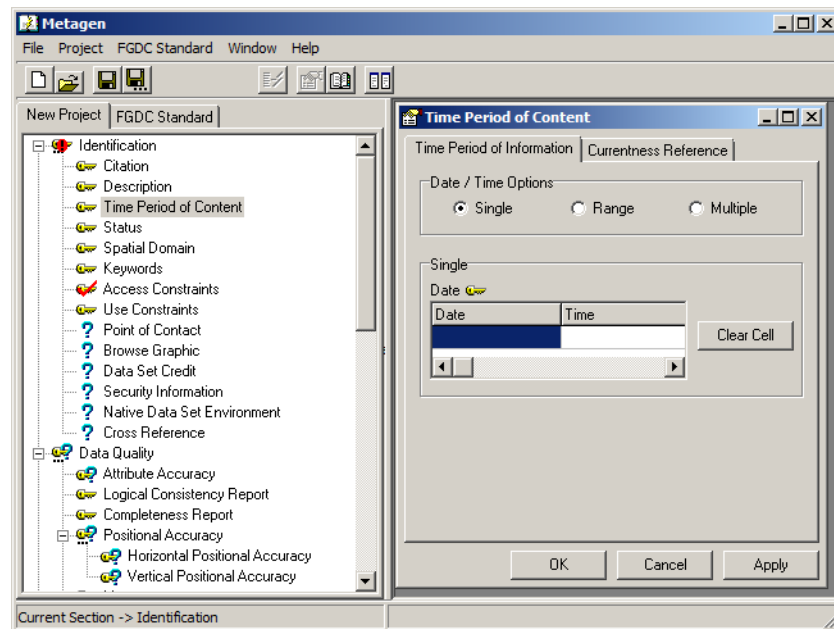 Metagen
File Project FGDC Standard Window Help
New Project FGDC Standard
Identification
Citation
Description
Time Period of Content
Status
Spatial Domain
Keywords
Access Constraints
Use Constraints
Point of Contact
Browse Graphic
Data Set Credit
Security Information
Native Data Set Environment
Cross Reference
Data Quality
Attribute Accuracy
Logical Consistency Report
Completeness Report
Positional Accuracy
Horizontal Positional Accuracy
Vertical Positional Accuracy
Time Period of Content
Time Period of Information Currentness Reference
Date / Time Options
Single Range Multiple
Single
Date
Date Time
Clear Cell
OK Cancel Apply
Current Section -> Identification